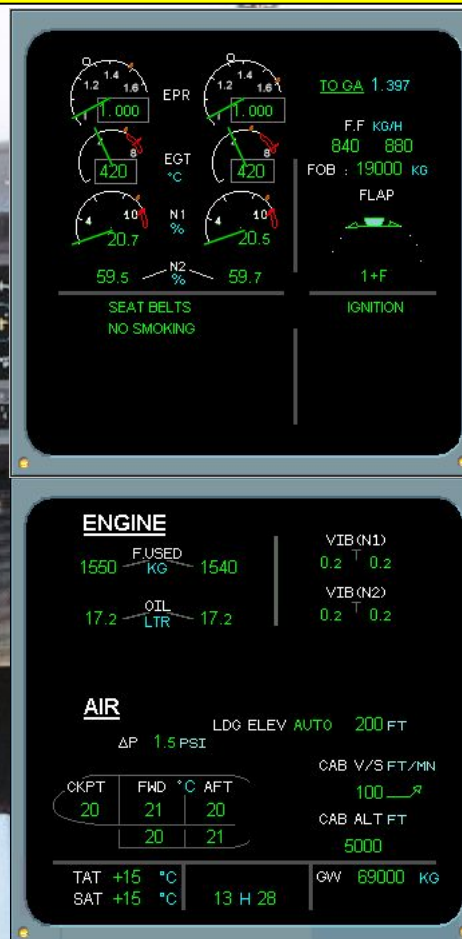 1.4
1.2 1.6
1
1.000
EPR
1.4
1.2 1.6
1
1.000
TO GA 1.397
F.F KG/H
840 880
FOB : 19000 KG
8
420
EGT
°C
8
420
FLAP
4 10
20.7
N1
%
4 10
20.5
59.5 N2 % 59.7
1+F
SEAT BELTS
NO SMOKING
IGNITION
ENGINE
F.USED
1550 KG 1540
OIL
17.2 LTR 17.2
VIB (N1)
0.2 0.2
VIB (N2)
0.2 0.2
AIR
LDG ELEV AUTO 200 FT
ΔP 1.5 PSI
CAB V/S FT/MN
100
CKPT FWD °C AFT
20 21 20
20 21
CAB ALT FT
5000
TAT +15 °C
SAT +15 °C
13 H 28
GW 69000 KG